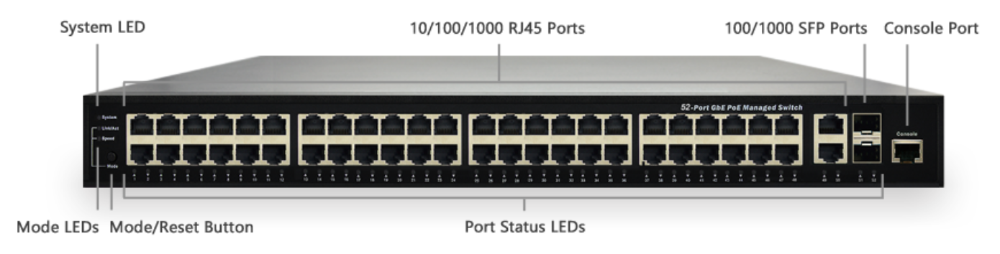 System LED
10/100/1000 RJ45 Ports
100/1000 SFP Ports
Console Port
52-Port GbE PoE Managed Switch
System
Link/Act
Speed
Mode
Console
Mode LEDs
Mode/Reset Button
Port Status LEDs